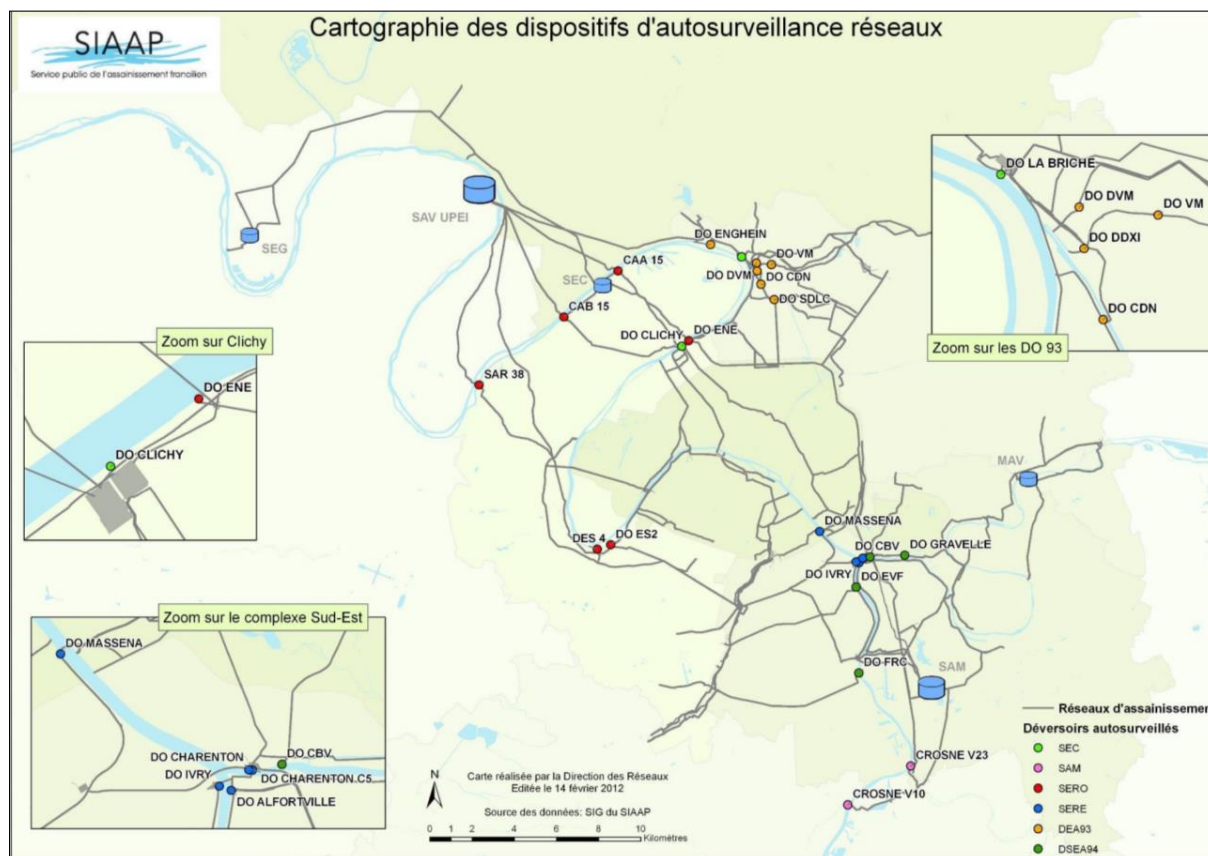 Cartographie des dispositifs d'autosurveillance réseaux
SIAAP
Service public de l'assainissement francilien
SAV UPEI
SEG
SEC
CAA 15
CAB 15
SAR 38
DO ENGHEIN
DO VM
DO DVM
DO CDN
DO SDLC
DO CLICHY
DO ENE
DES 4
DO ES2
DO MASSENA
DO CBV
DO GRAVELLE
DO IVRY
DO EVF
MAV
DO FRC
SAM
CROSNE V23
CROSNE V10
DO LA BRICHE
DO DVM
DO VM
DO DDXI
DO CDN
Zoom sur les DO 93
Zoom sur Clichy
DO ENE
DO CLICHY
Zoom sur le complexe Sud-Est
DO MASSENA
DO CHARENTON
DO CBV
DO IVRY
DO CHARENTON C5
DO ALFORTVILLE
N
Carte réalisée par la Direction des Réseaux
Editée le 14 février 2012
Source des données: SIG du SIAAP
0 1 2 4 6 8 10
Kilomètres
Réseaux d'assainissement
Déversoirs autosurveillés
SEC
SAM
SERO
SERE
DEA93
DSEA94